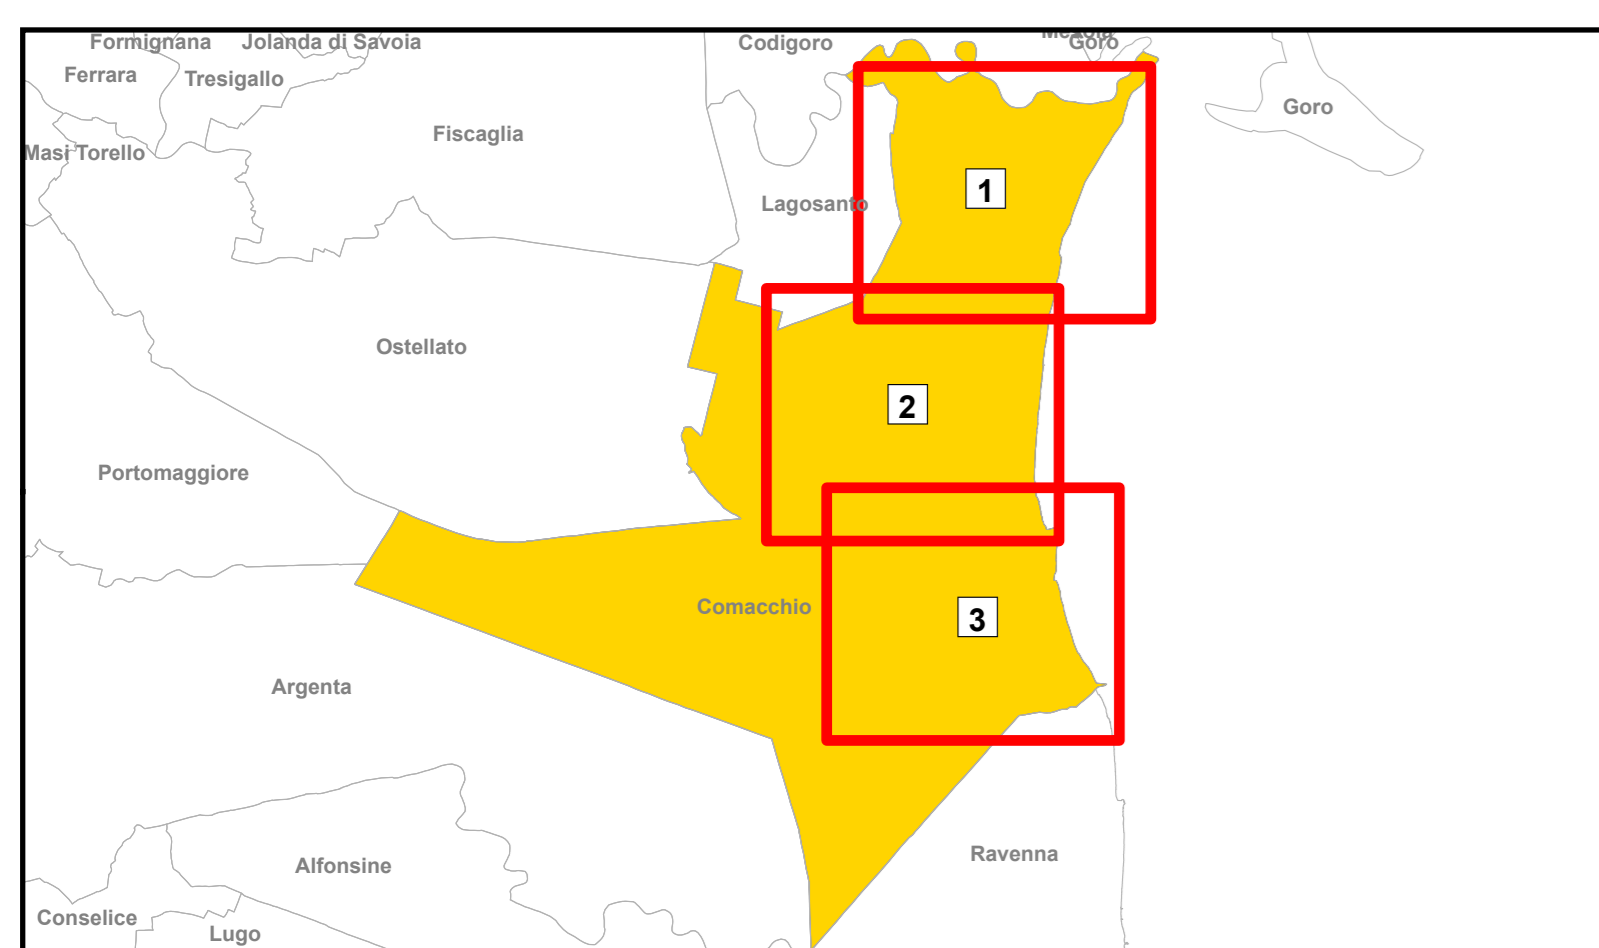 Formignana
Jolanda di Savoia
Codigoro
Mesola
Goro
Ferrara
Tresigallo
Goro
Fiscaglia
Masi Torello
1
Lagosanto
Ostellato
2
Portomaggiore
Comacchio
3
Argenta
Ravenna
Alfonsine
Conselice
Lugo